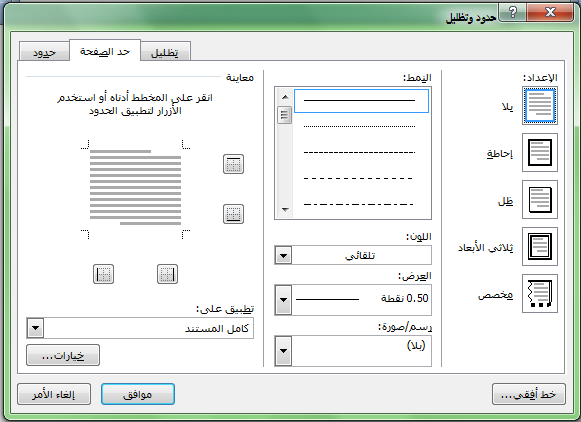 حدود وتظليل
حدود
حد الصفحة
تظليل
الإعداد:
بلا
إحاطة
ظل
ثلاثي الأبعاد
مخصص
النمط:
اللون:
تلقائي
العرض:
0.50 نقطة
رسم/صورة:
(بلا)
معاينة
انقر على المخطط أدناه أو استخدم
الأزرار لتطبيق الحدود
تطبيق على:
كامل المستند
خيارات...
خط أفقي...
موافق
إلغاء الأمر